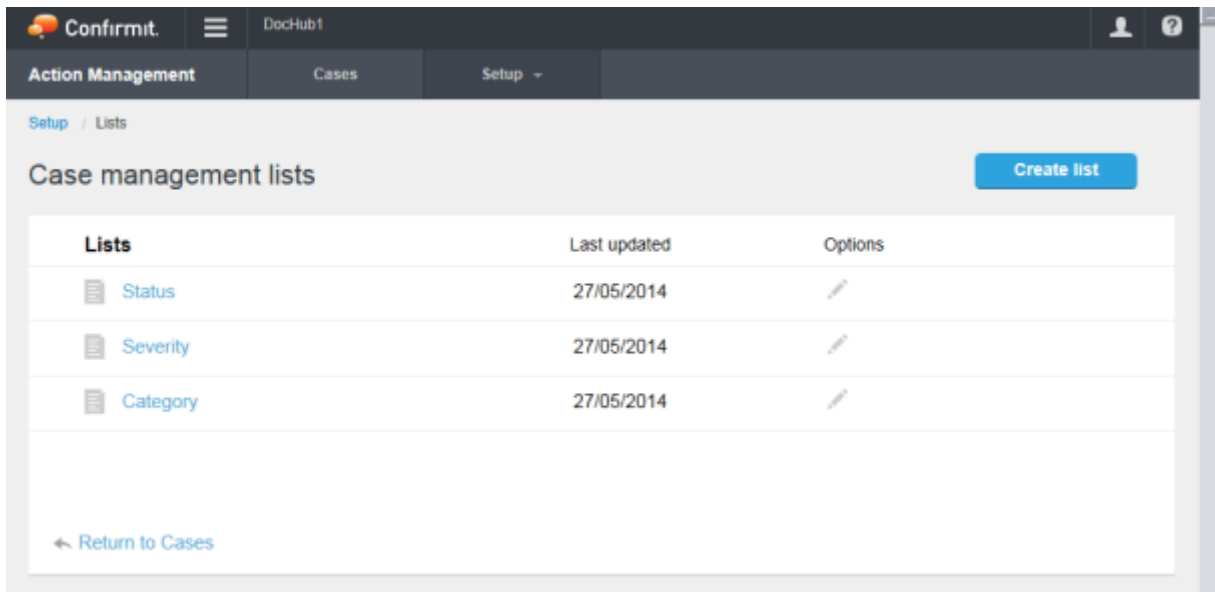 Confirmit. DocHub1
Action Management Cases Setup
Setup / Lists
Case management lists Create list
Lists Last updated Options
Status 27/05/2014
Severity 27/05/2014
Category 27/05/2014
Return to Cases